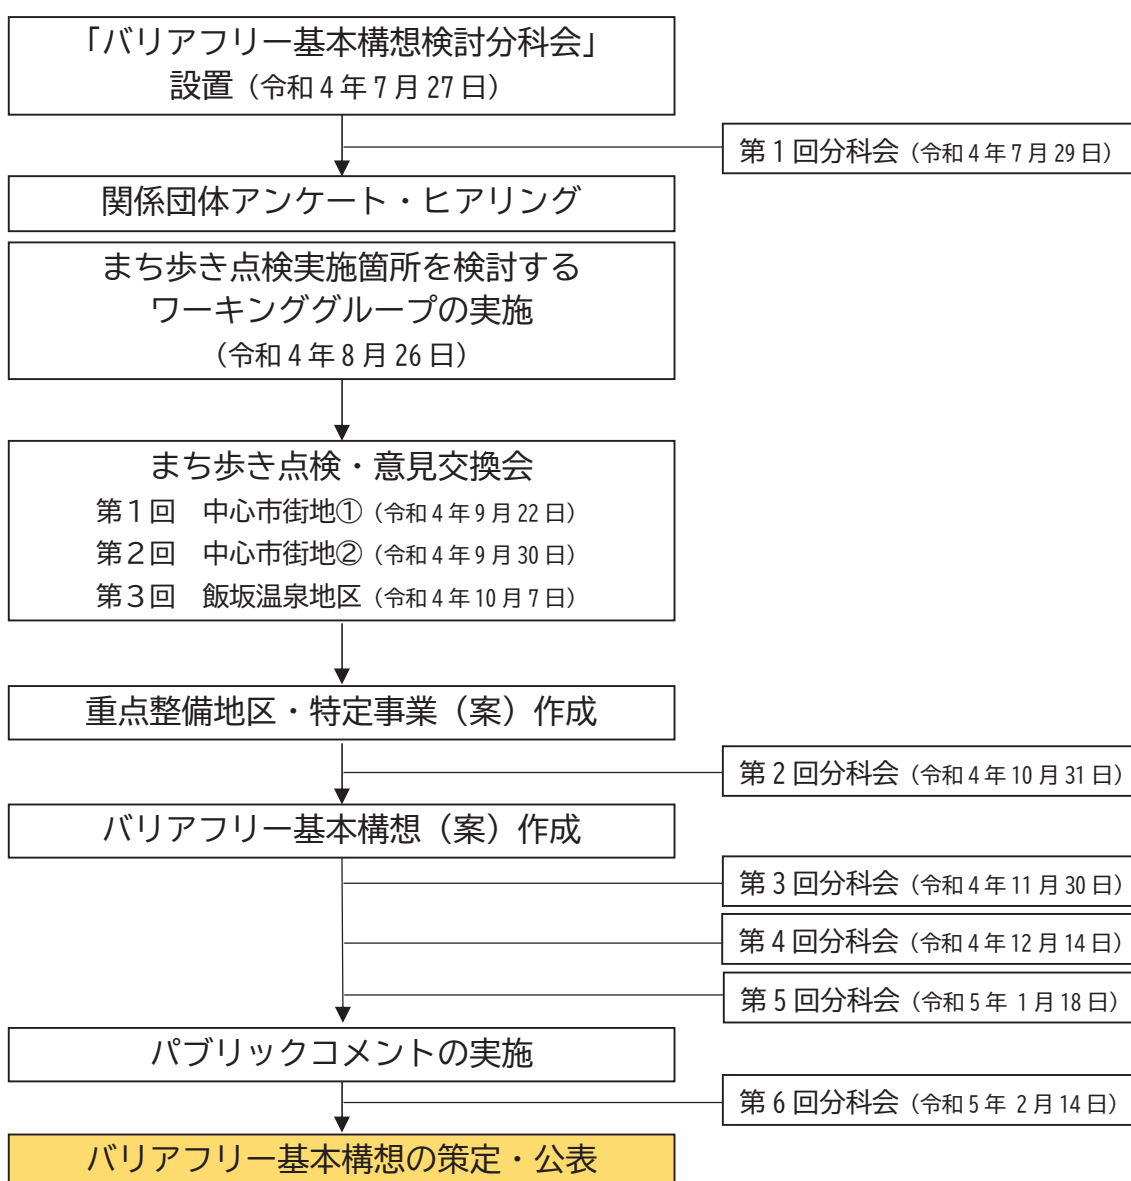 「バリアフリー基本構想検討分科会」
設置（令和4年7月27日）
第1回分科会（令和4年7月29日）
関係団体アンケート・ヒアリング
まち歩き点検実施箇所を検討する
ワーキンググループの実施
（令和4年8月26日）
まち歩き点検・意見交換会
第1回　中心市街地①（令和4年9月22日）
第2回　中心市街地②（令和4年9月30日）
第3回　飯坂温泉地区（令和4年10月7日）
重点整備地区・特定事業（案）作成
第2回分科会（令和4年10月31日）
バリアフリー基本構想（案）作成
第3回分科会（令和4年11月30日）
第4回分科会（令和4年12月14日）
第5回分科会（令和5年 1月18日）
パブリックコメントの実施
第6回分科会（令和5年 2月14日）
バリアフリー基本構想の策定・公表